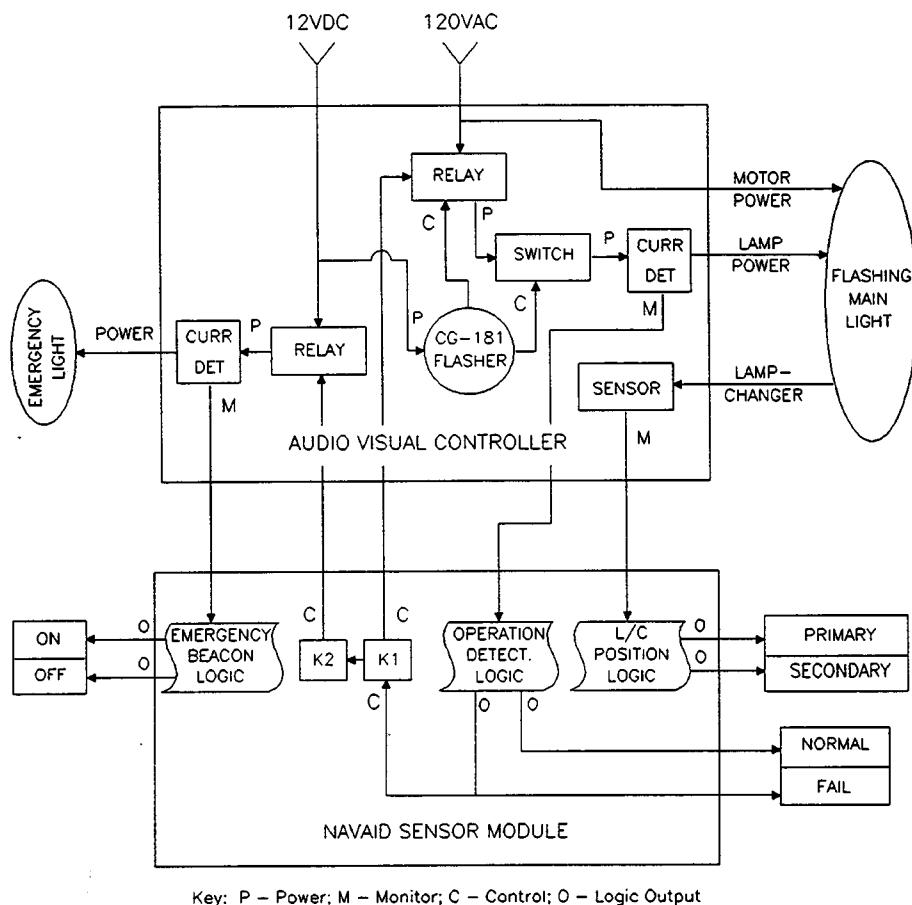 12VDC
120VAC
RELAY
MOTOR
POWER
C
P
SWITCH
P
CURR
DET
LAMP
POWER
C
M
FLASHING
MAIN
LIGHT
P
CG-181
FLASHER
EMERGENCY
LIGHT
POWER
CURR
DET
P
RELAY
SENSOR
LAMP-
CHANGER
M
M
AUDIO VISUAL CONTROLLER
ON
OFF
O
O
EMERGENCY
BEACON
LOGIC
C
C
K2
K1
C
OPERATION
DETECT.
LOGIC
O
O
L/C
POSITION
LOGIC
O
O
PRIMARY
SECONDARY
NORMAL
FAIL
NAVAID SENSOR MODULE
Key: P – Power; M – Monitor; C – Control; O – Logic Output